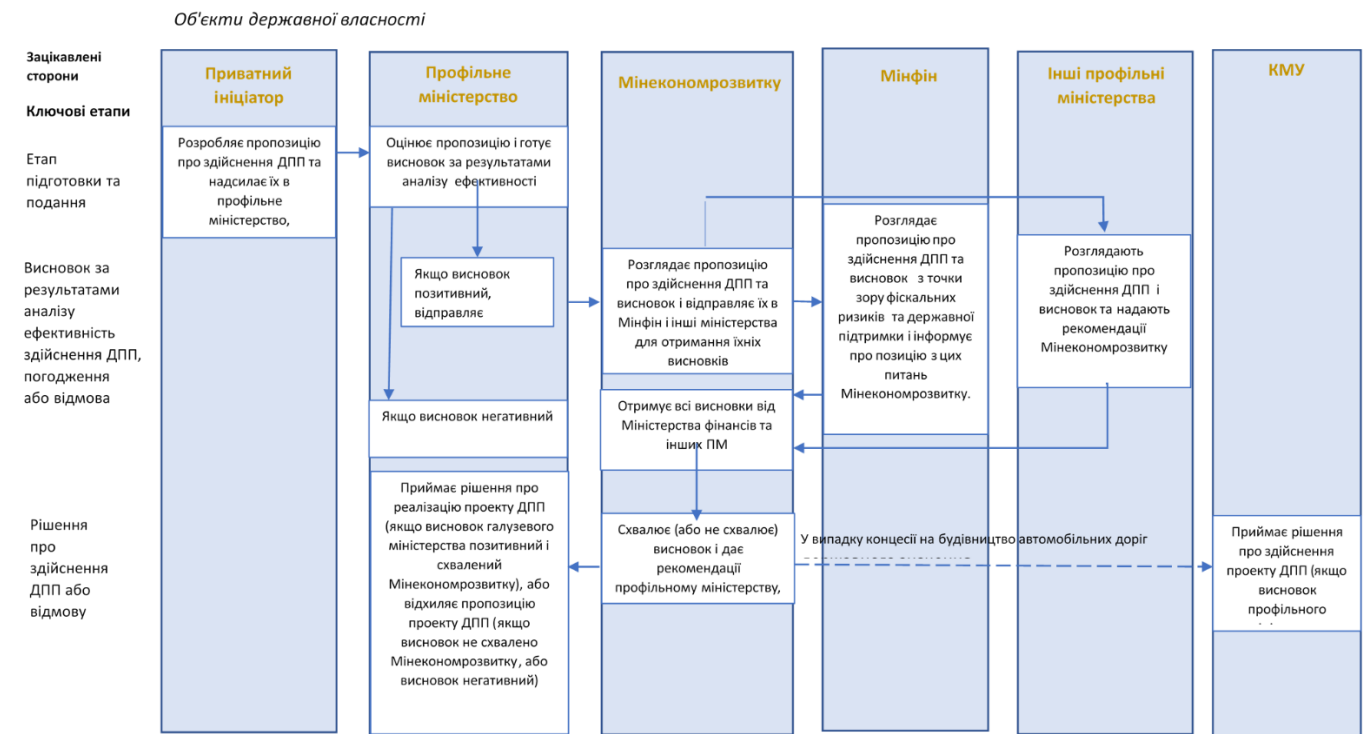 Об'єкти державної власності
Зацікавлені
сторони
Ключові етапи
Приватний
ініціатор
Профільне
міністерство
Мінекономрозвитку
Мінфін
Інші профільні
міністерства
КМУ
Етап
підготовки та
подання
Розробляє пропозицію
про здійснення ДПП та
надсилає їх в
профільне
міністерство,
Оцінює пропозицію і готує
висновок за результатами
аналізу ефективності
Висновок за
результатами
аналізу
ефективність
здійснення ДПП,
погодження
або відмова
Якщо висновок
позитивний,
відправляє
Якщо висновок негативний
Розглядає пропозицію
про здійснення ДПП та
висновок і відправляє їх в
Мінфін і інші міністерства
для отримання їхніх
висновків
Розглядає
пропозицію про
здійснення ДПП та
висновок з точки
зору фіскальних
ризиків та державної
підтримки і інформує
про позицію з цих
питань
Мінекономрозвитку.
Розглядають
пропозицію про
здійснення ДПП і
висновок та надають
рекомендації
Мінекономрозвитку
Отримує всі висновки від
Міністерства фінансів та
інших ПМ
Рішення
про
здійснення
ДПП або
відмову
Приймає рішення про
реалізацію проекту ДПП
(якщо висновок галузевого
міністерства позитивний і
схвалений
Мінекономрозвитку), або
відхиляє пропозицію
проекту ДПП (якщо
висновок не схвалено
Мінекономрозвитку, або
висновок негативний)
Схвалює (або не схвалює)
висновок і дає
рекомендації
профільному міністерству,
У випадку концесії на будівництво автомобільних доріг
Приймає рішення
про здійснення
проекту ДПП (якщо
висновок
профільного